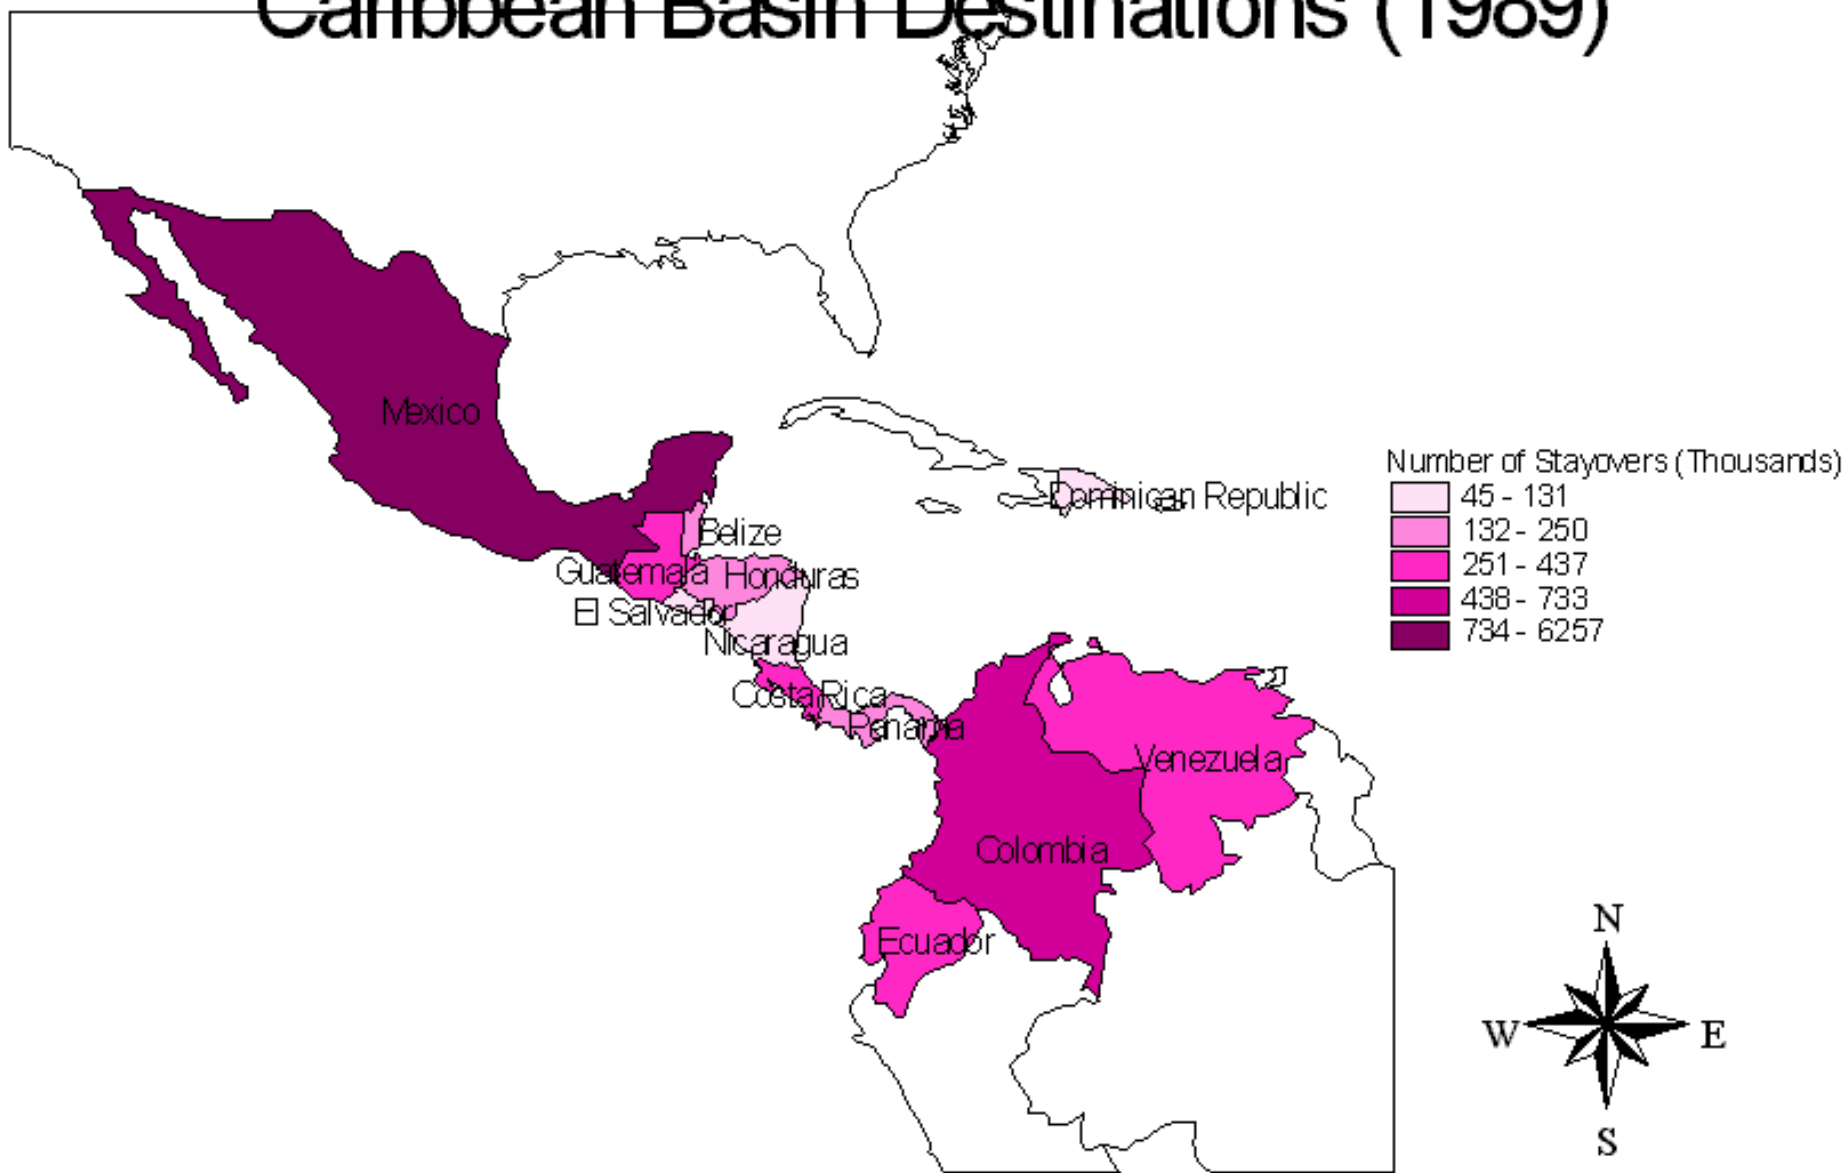 Caribbean Basin Destinations (1989)
Mexico
Number of Stayovers (Thousands)
45 - 131
132 - 250
251 - 437
438 - 733
734 - 6257
Dominican Republic
Belize
Guatemala
Honduras
El Salvador
Nicaragua
Costa Rica
Panama
Venezuela
Colombia
Ecuador
N
W
E
S